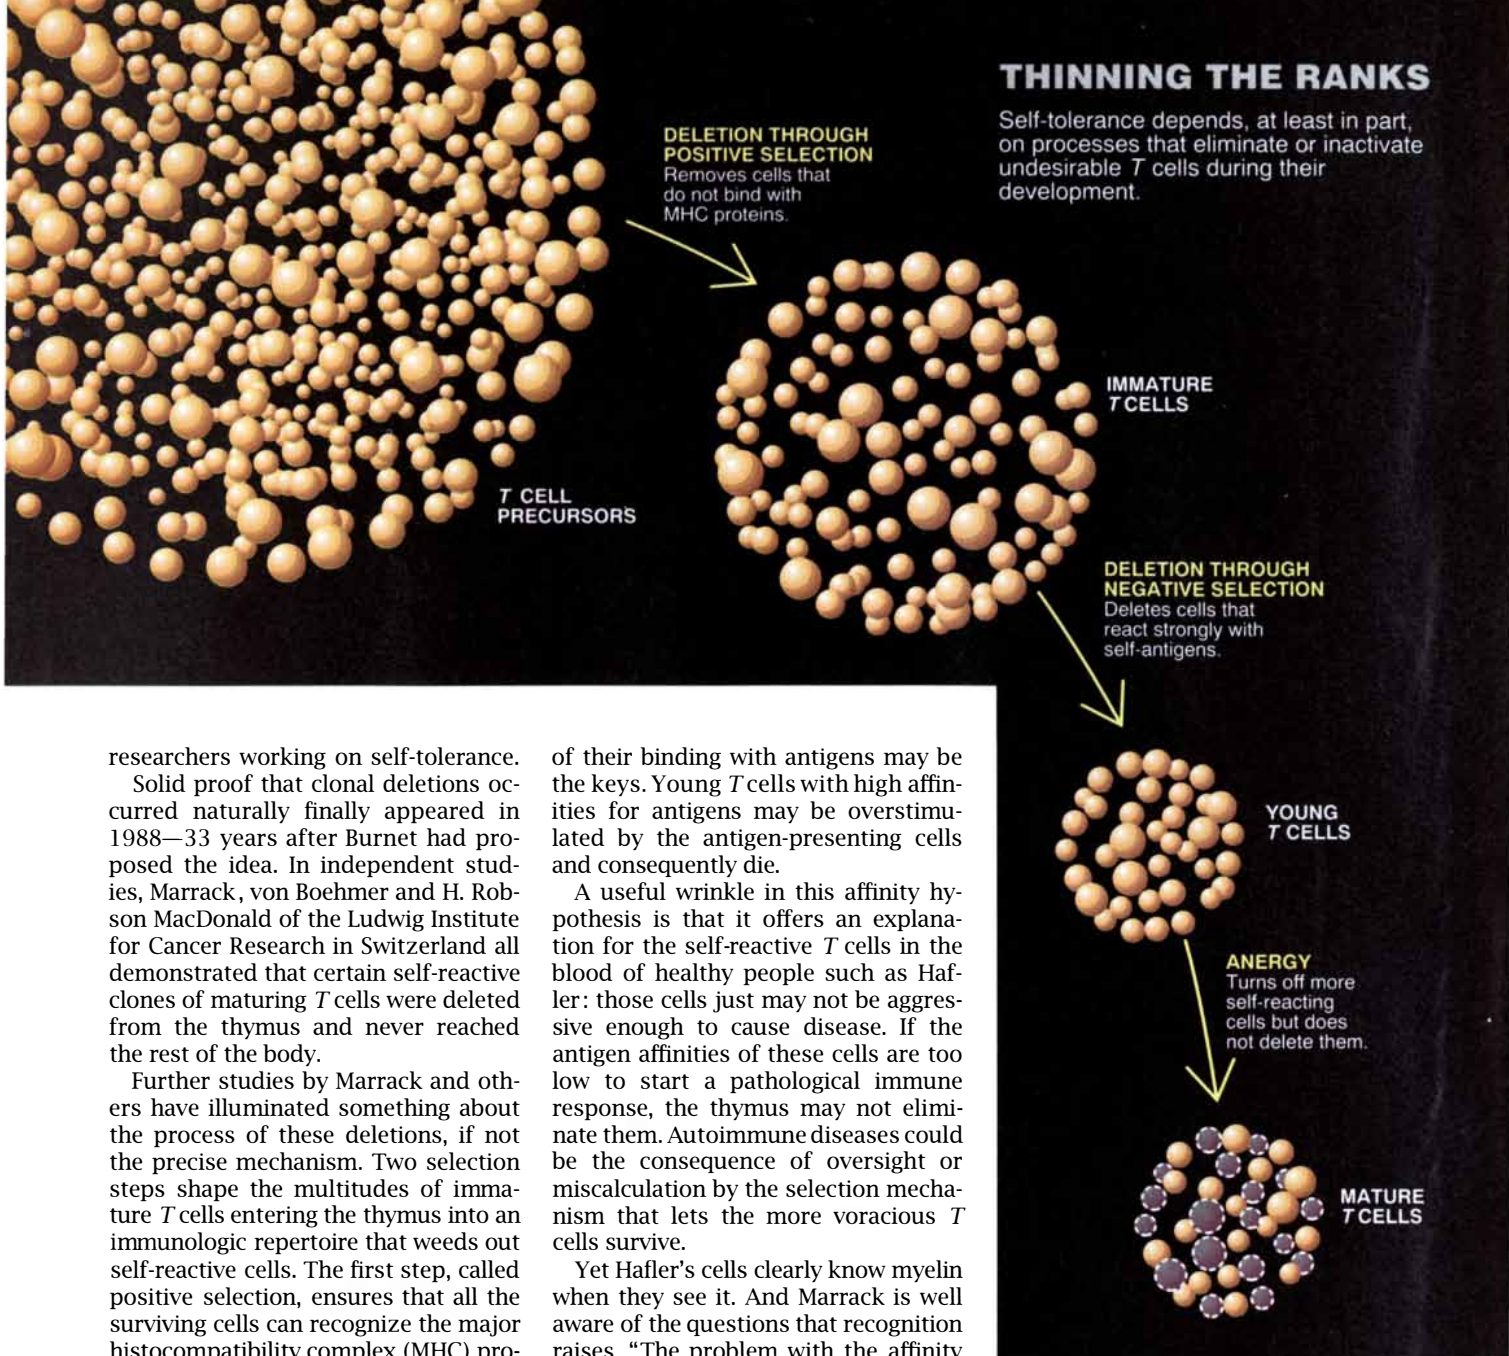 THINNING THE RANKS
Self-tolerance depends, at least in part,
on processes that eliminate or inactivate
undesirable T cells during their
development.
DELETION THROUGH
POSITIVE SELECTION
Removes cells that
do not bind with
MHC proteins.
IMMATURE
T CELLS
T CELL
PRECURSORS
DELETION THROUGH
NEGATIVE SELECTION
Deletes cells that
react strongly with
self-antigens.
YOUNG
T CELLS
ANERGY
Turns off more
self-reacting
cells but does
not delete them.
MATURE
T CELLS
researchers working on self-tolerance.
Solid proof that clonal deletions oc-
curred naturally finally appeared in
1988—33 years after Burnet had pro-
posed the idea. In independent stud-
ies, Marrack, von Boehmer and H. Rob-
son MacDonald of the Ludwig Institute
for Cancer Research in Switzerland all
demonstrated that certain self-reactive
clones of maturing T cells were deleted
from the thymus and never reached
the rest of the body.
Further studies by Marrack and oth-
ers have illuminated something about
the process of these deletions, if not
the precise mechanism. Two selection
steps shape the multitudes of imma-
ture T cells entering the thymus into an
immunologic repertoire that weeds out
self-reactive cells. The first step, called
positive selection, ensures that all the
surviving cells can recognize the major
histocompatibility complex (MHC) pro-
of their binding with antigens may be
the keys. Young T cells with high affin-
ities for antigens may be overstimu-
lated by the antigen-presenting cells
and consequently die.
A useful wrinkle in this affinity hy-
pothesis is that it offers an explana-
tion for the self-reactive T cells in the
blood of healthy people such as Haf-
ler: those cells just may not be aggres-
sive enough to cause disease. If the
antigen affinities of these cells are too
low to start a pathological immune
response, the thymus may not elimi-
nate them. Autoimmune diseases could
be the consequence of oversight or
miscalculation by the selection mecha-
nism that lets the more voracious T
cells survive.
Yet Hafler's cells clearly know myelin
when they see it. And Marrack is well
aware of the questions that recognition
raises. "The problem with the affinity